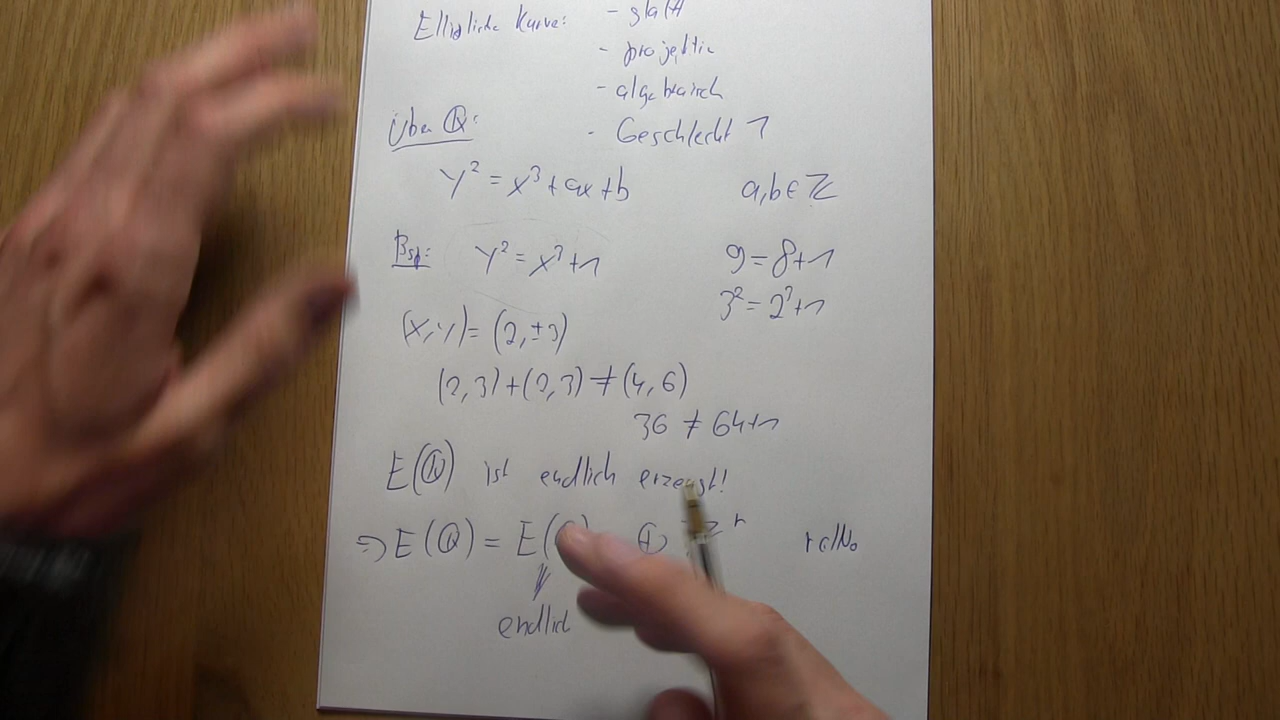 Elliptische Kurve: - glatt
- projektiv
- algebraisch
Über ℚ: - Geschlecht 1
y² = x³ + ax + b a, b ∈ ℤ
Bsp: y² = x³ + 1 9 = 8 + 1
3² = 2³ + 1
(x, y) = (2, ±3)
(2, 3) + (2, 3) ≠ (4, 6)
36 ≠ 64 + 1
E(ℚ) ist endlich erzeugt!
⇒ E(ℚ) = E( ⊕ ℤ^r r ∈ ℕ₀
endlich